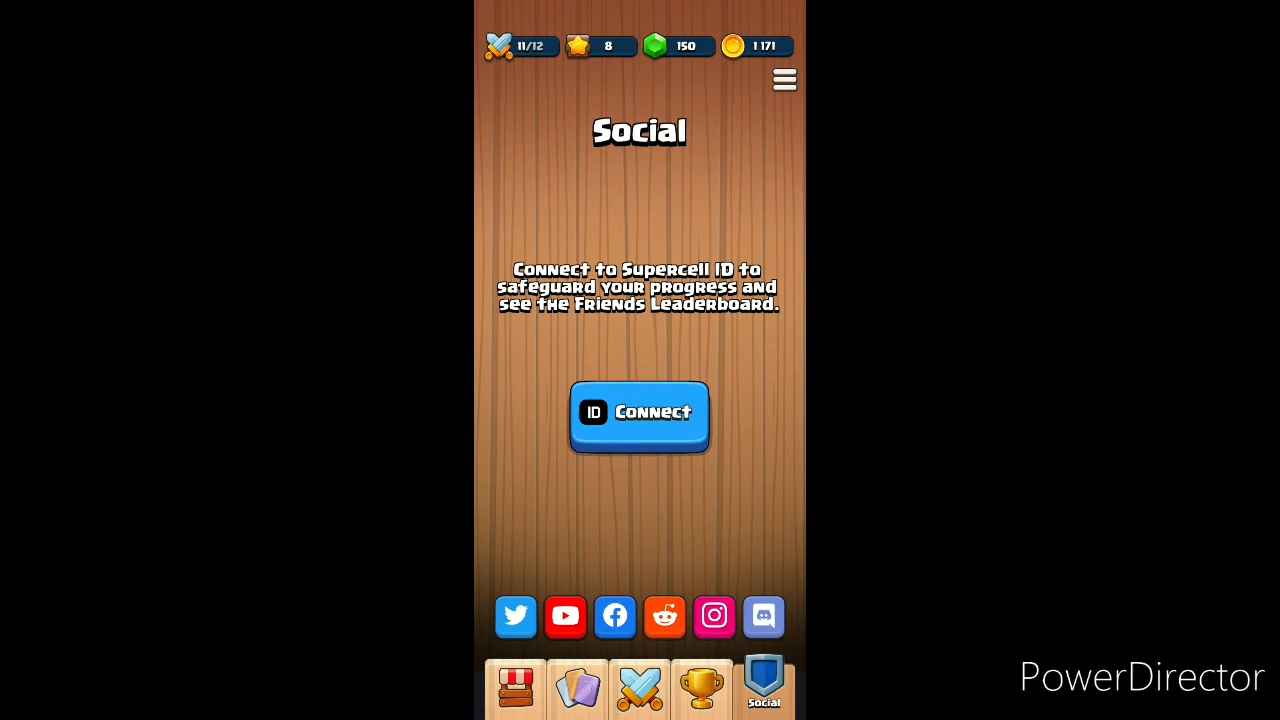 11/12 8 150 1 171
Social
Connect to Supercell ID to
safeguard your progress and
see the Friends Leaderboard.
ID Connect
Social
PowerDirector